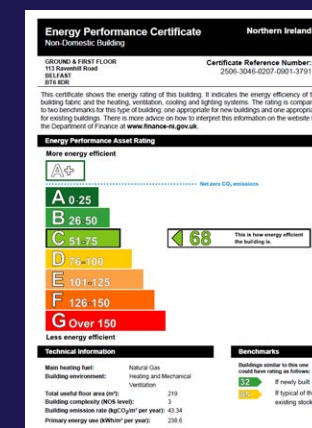 Energy Performance Certificate
Northern Ireland
Non-Domestic Building
GROUND & FIRST FLOOR
113 Ravenhill Road
BELFAST
BT6 8DR
Certificate Reference Number:
2506-3046-0207-0901-3791
This certificate shows the energy rating of this building. It indicates the energy efficiency of t
building fabric and the heating, ventilation, cooling and lighting systems. The rating is compar
to two benchmarks for this type of building: one appropriate for new buildings and one appropria
for existing buildings. There is more advice on how to interpret this information on the website
the Department of Finance at www.finance-ni.gov.uk.
Energy Performance Asset Rating
More energy efficient
A+
Net zero CO₂ emissions
A 0-25
B 26-50
C 51-75
68
This is how energy efficient
the building is.
D 76-100
E 101-125
F 126-150
G Over 150
Less energy efficient
Technical Information
Main heating fuel: Natural Gas
Building environment: Heating and Mechanical
Ventilation
Total useful floor area (m²): 219
Building complexity (NOS level): 3
Building emission rate (kgCO₂/m² per year): 43.34
Primary energy use (kWh/m² per year): 238.6
Benchmarks
Buildings similar to this one
could have rating as follows:
32 If newly built
If typical of th
existing stock